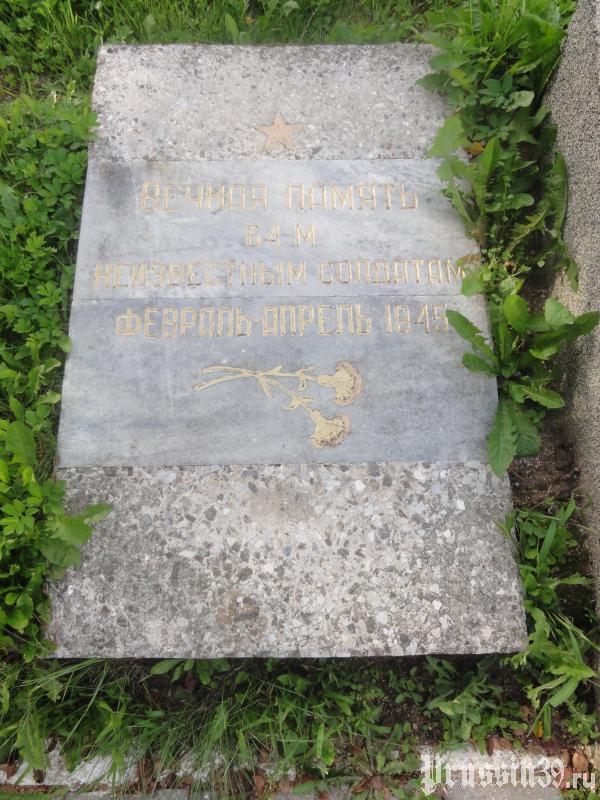 ВЕЧНАЯ ПАМЯТЬ
64-М
НЕИЗВЕСТНЫМ СОЛДАТАМ
ФЕВРАЛЬ-АПРЕЛЬ 1945
Prussia39.ru